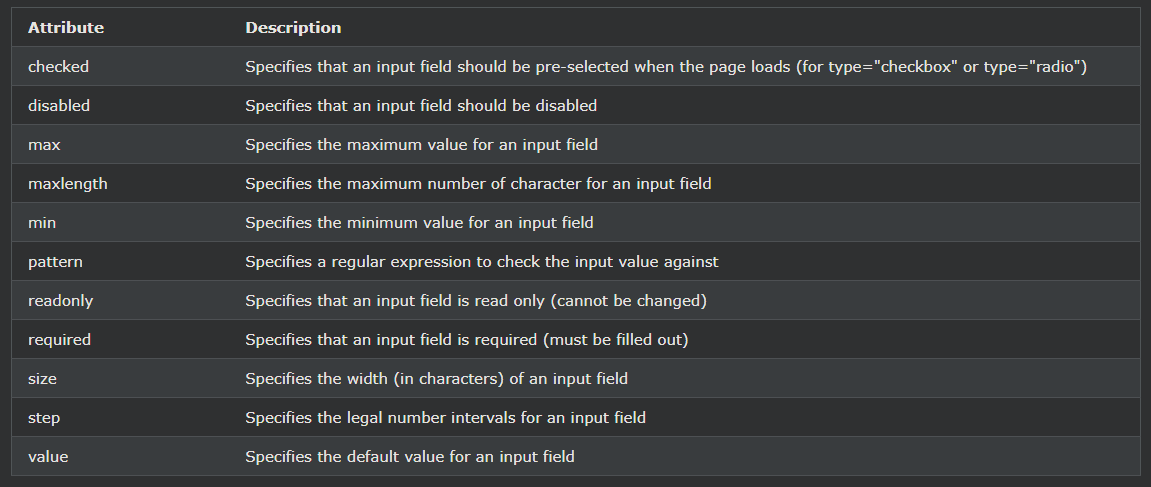 Attribute Description
checked Specifies that an input field should be pre-selected when the page loads (for type="checkbox" or type="radio")
disabled Specifies that an input field should be disabled
max Specifies the maximum value for an input field
maxlength Specifies the maximum number of character for an input field
min Specifies the minimum value for an input field
pattern Specifies a regular expression to check the input value against
readonly Specifies that an input field is read only (cannot be changed)
required Specifies that an input field is required (must be filled out)
size Specifies the width (in characters) of an input field
step Specifies the legal number intervals for an input field
value Specifies the default value for an input field